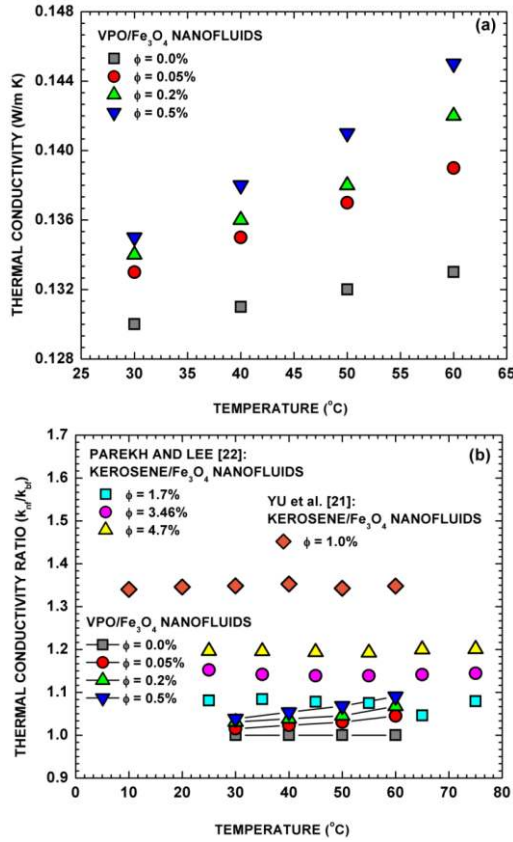 (a)
VPO/Fe₃O₄ NANOFLUIDS
ϕ = 0.0%
ϕ = 0.05%
ϕ = 0.2%
ϕ = 0.5%
THERMAL CONDUCTIVITY (W/m K)
0.148
0.144
0.140
0.136
0.132
0.128
25 30 35 40 45 50 55 60 65
TEMPERATURE (°C)
(b)
PAREKH AND LEE [22]:
KEROSENE/Fe₃O₄ NANOFLUIDS
ϕ = 1.7%
ϕ = 3.46%
ϕ = 4.7%
YU et al. [21]:
KEROSENE/Fe₃O₄ NANOFLUIDS
ϕ = 1.0%
VPO/Fe₃O₄ NANOFLUIDS
ϕ = 0.0%
ϕ = 0.05%
ϕ = 0.2%
ϕ = 0.5%
THERMAL CONDUCTIVITY RATIO (kₙf/kbf)
1.7
1.6
1.5
1.4
1.3
1.2
1.1
1.0
0.9
0 10 20 30 40 50 60 70 80
TEMPERATURE (°C)